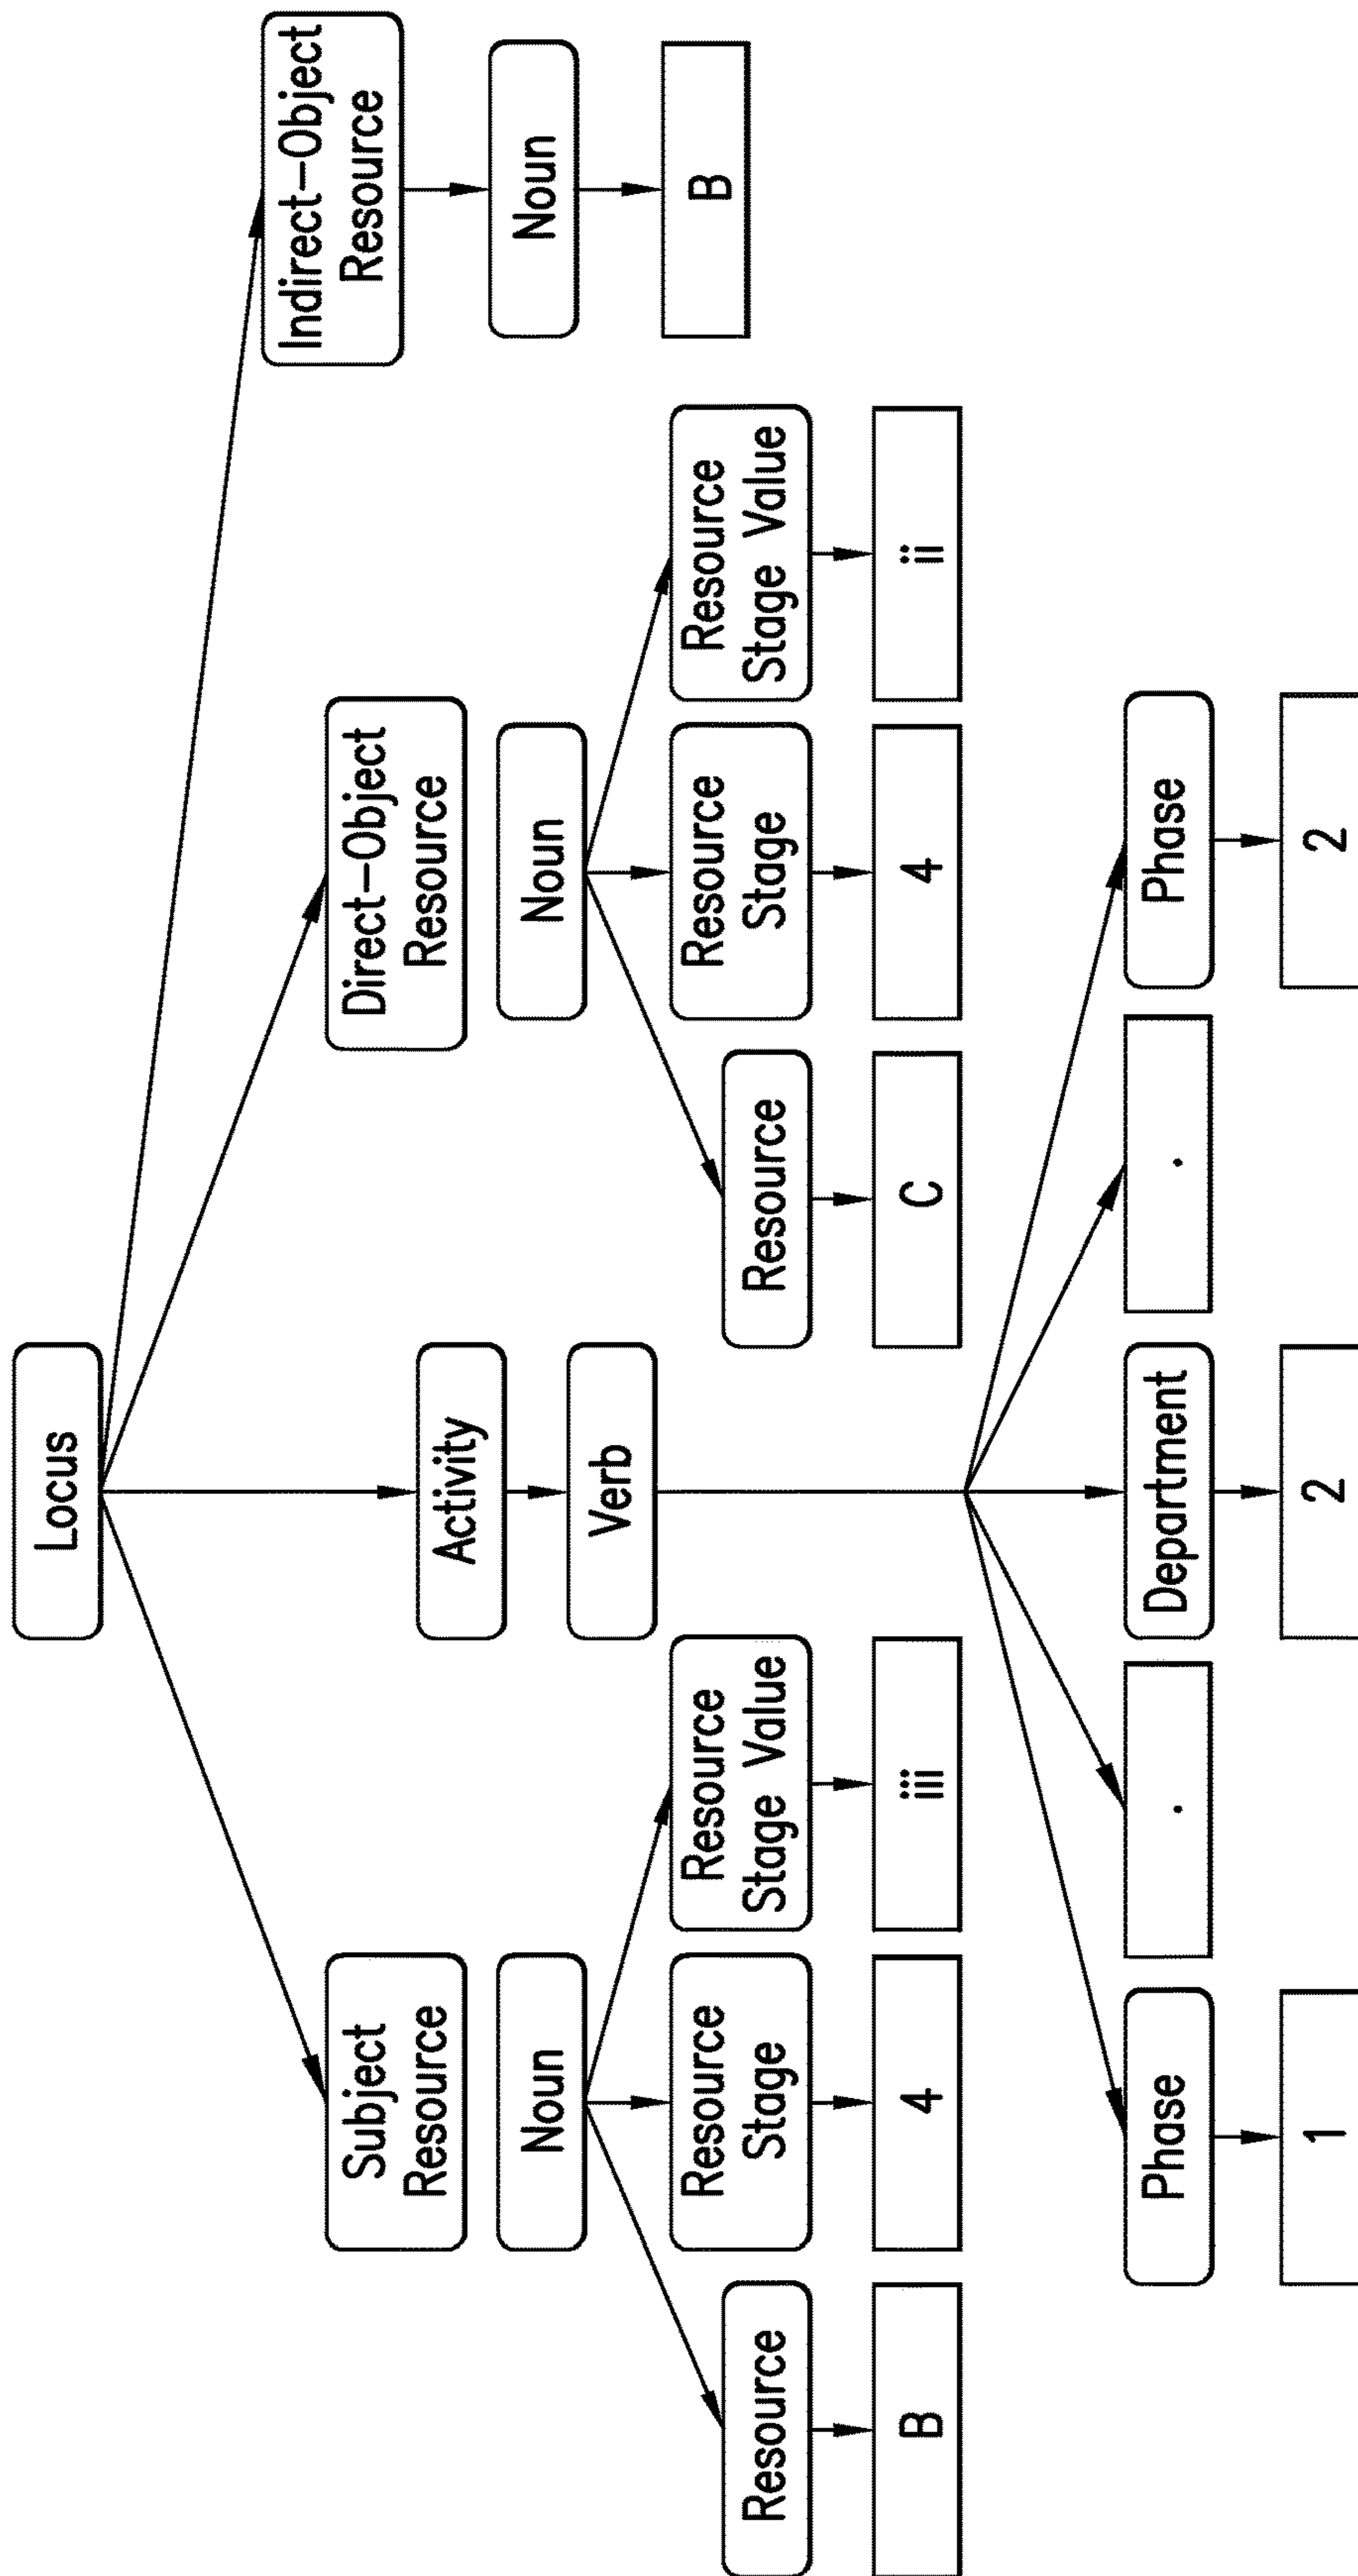 Locus
Subject
Resource
Activity
Direct-Object
Resource
Indirect-Object
Resource
Noun
Verb
Noun
Noun
Resource
Resource
Stage
Resource
Stage Value
Resource
Resource
Stage
Resource
Stage Value
B
B
4
iii
C
4
ii
Phase
.
Department
.
Phase
1
2
2